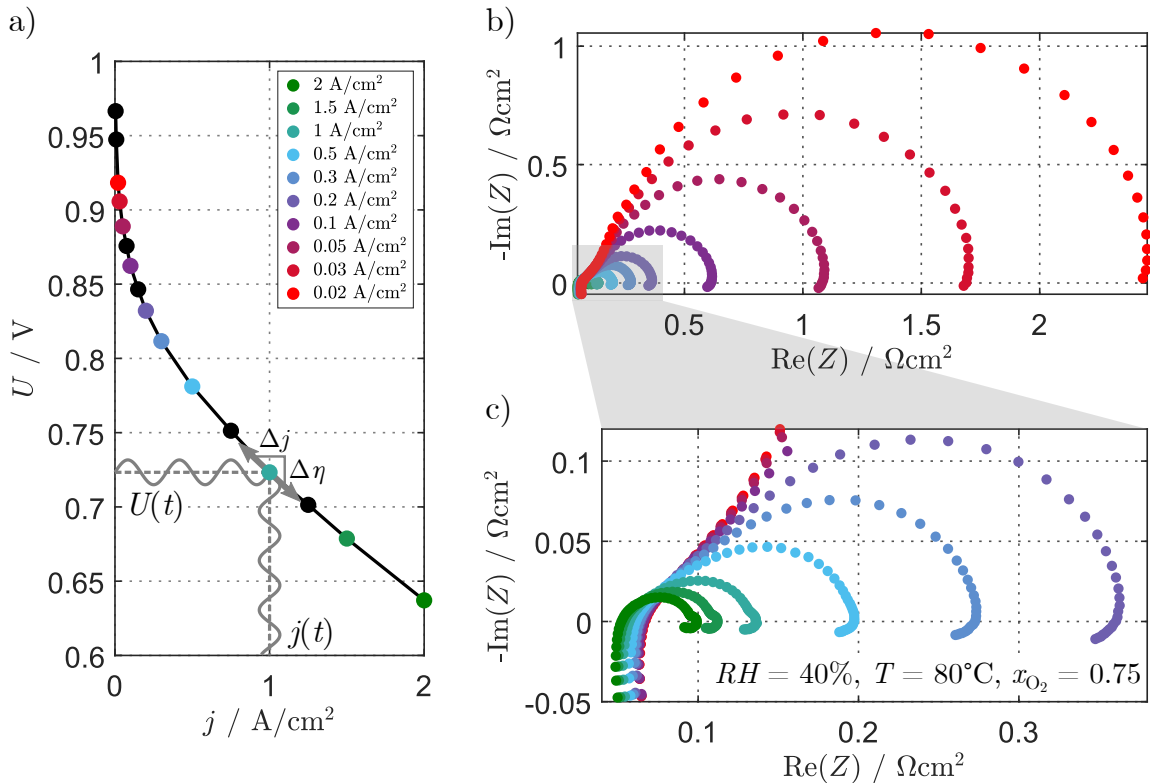 a)
1
0.95
0.9
0.85
0.8
0.75
0.7
0.65
0.6
U / V
0
1
2
j / A/cm²
2 A/cm²
1.5 A/cm²
1 A/cm²
0.5 A/cm²
0.3 A/cm²
0.2 A/cm²
0.1 A/cm²
0.05 A/cm²
0.03 A/cm²
0.02 A/cm²
Δj
Δη
U(t)
j(t)
b)
1
0.5
0
-Im(Z) / Ωcm²
0.5
1
1.5
2
Re(Z) / Ωcm²
c)
0.1
0.05
0
-0.05
-Im(Z) / Ωcm²
RH = 40%, T = 80°C, x_O₂ = 0.75
0.1
0.2
0.3
Re(Z) / Ωcm²